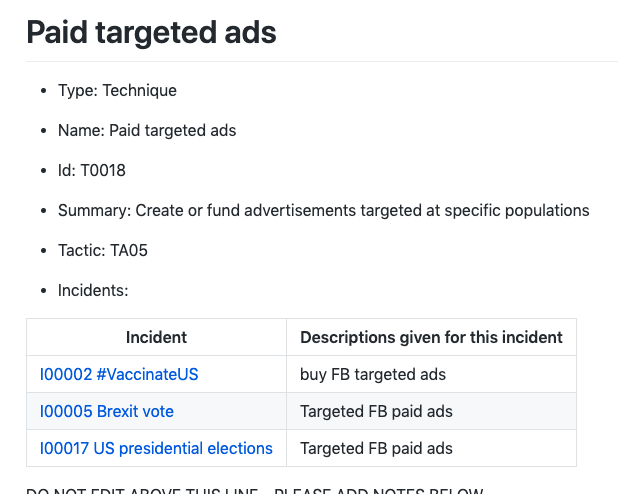 Paid targeted ads
Type: Technique
Name: Paid targeted ads
Id: T0018
Summary: Create or fund advertisements targeted at specific populations
Tactic: TA05
Incidents:
Incident Descriptions given for this incident
I00002 #VaccinateUS buy FB targeted ads
I00005 Brexit vote Targeted FB paid ads
I00017 US presidential elections Targeted FB paid ads
DO NOT EDIT ABOVE THIS LINE - PLEASE ADD NOTES BELOW